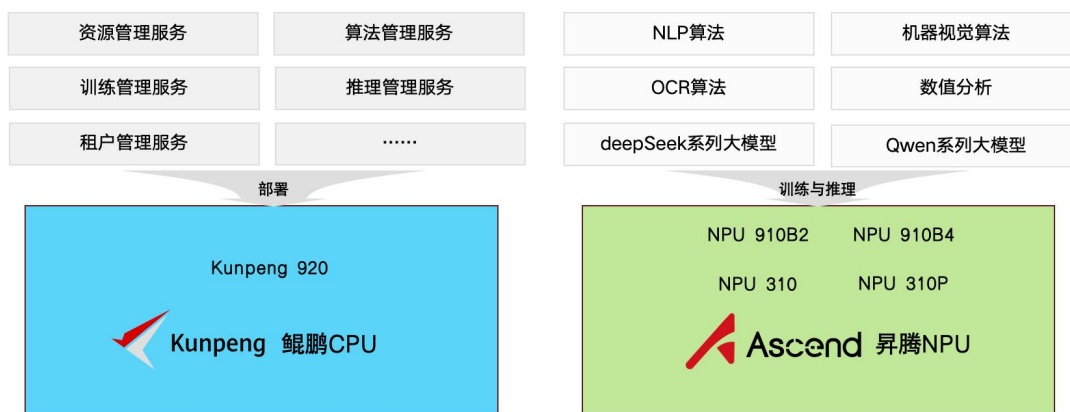 资源管理服务 算法管理服务
训练管理服务 推理管理服务
租户管理服务 ······
部署
Kunpeng 920
Kunpeng 鲲鹏CPU
NLP算法 机器视觉算法
OCR算法 数值分析
deepSeek系列大模型 Qwen系列大模型
训练与推理
NPU 910B2 NPU 910B4
NPU 310 NPU 310P
Ascend 昇腾NPU